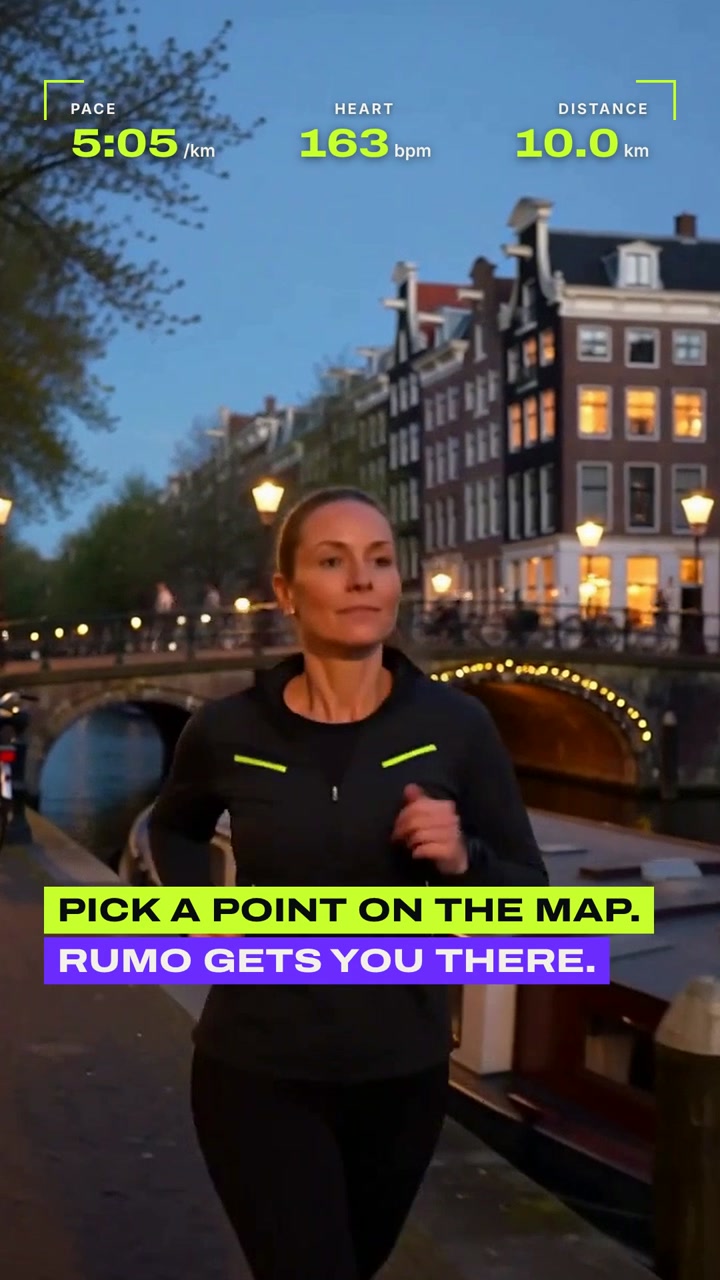 PACE HEART DISTANCE
5:05 /km 163 bpm 10.0 km
PICK A POINT ON THE MAP.
RUMO GETS YOU THERE.